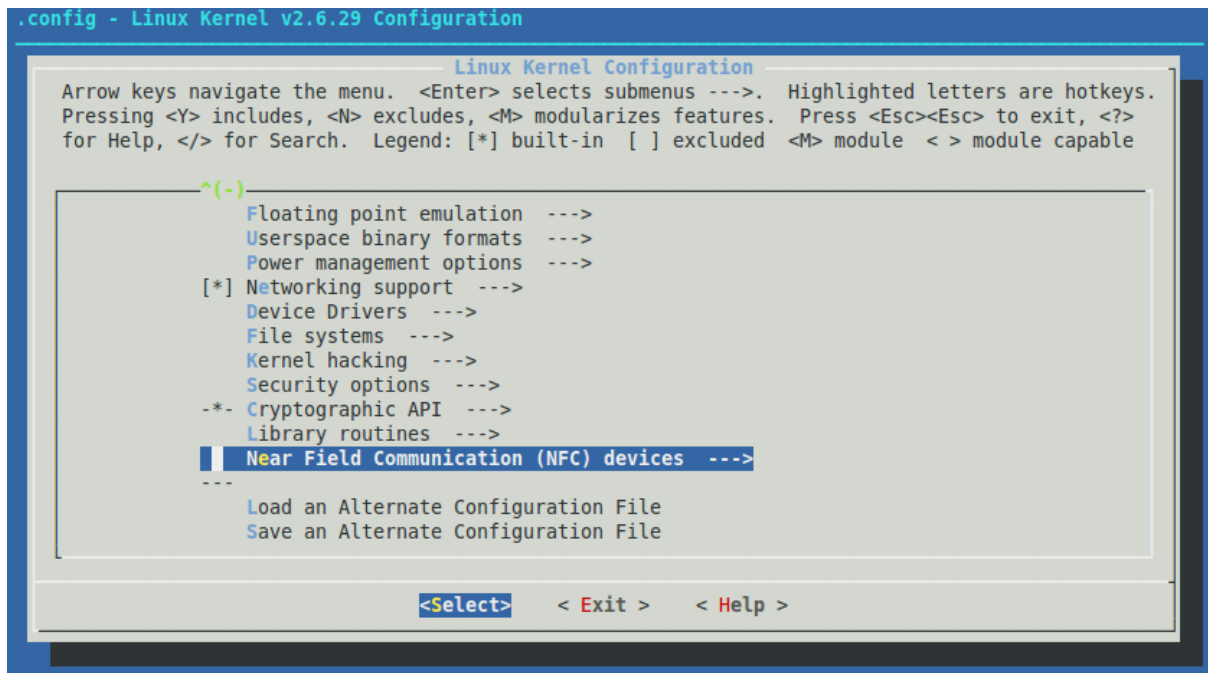 .config - Linux Kernel v2.6.29 Configuration
Linux Kernel Configuration
Arrow keys navigate the menu.  <Enter> selects submenus --->.  Highlighted letters are hotkeys.
Pressing <Y> includes, <N> excludes, <M> modularizes features.  Press <Esc><Esc> to exit, <?>
for Help, </> for Search.  Legend: [*] built-in  [ ] excluded  <M> module  < > module capable
^(-)
Floating point emulation  --->
Userspace binary formats  --->
Power management options  --->
[*] Networking support  --->
Device Drivers  --->
File systems  --->
Kernel hacking  --->
Security options  --->
-*- Cryptographic API  --->
Library routines  --->
Near Field Communication (NFC) devices  --->
---
Load an Alternate Configuration File
Save an Alternate Configuration File
<Select>    < Exit >    < Help >